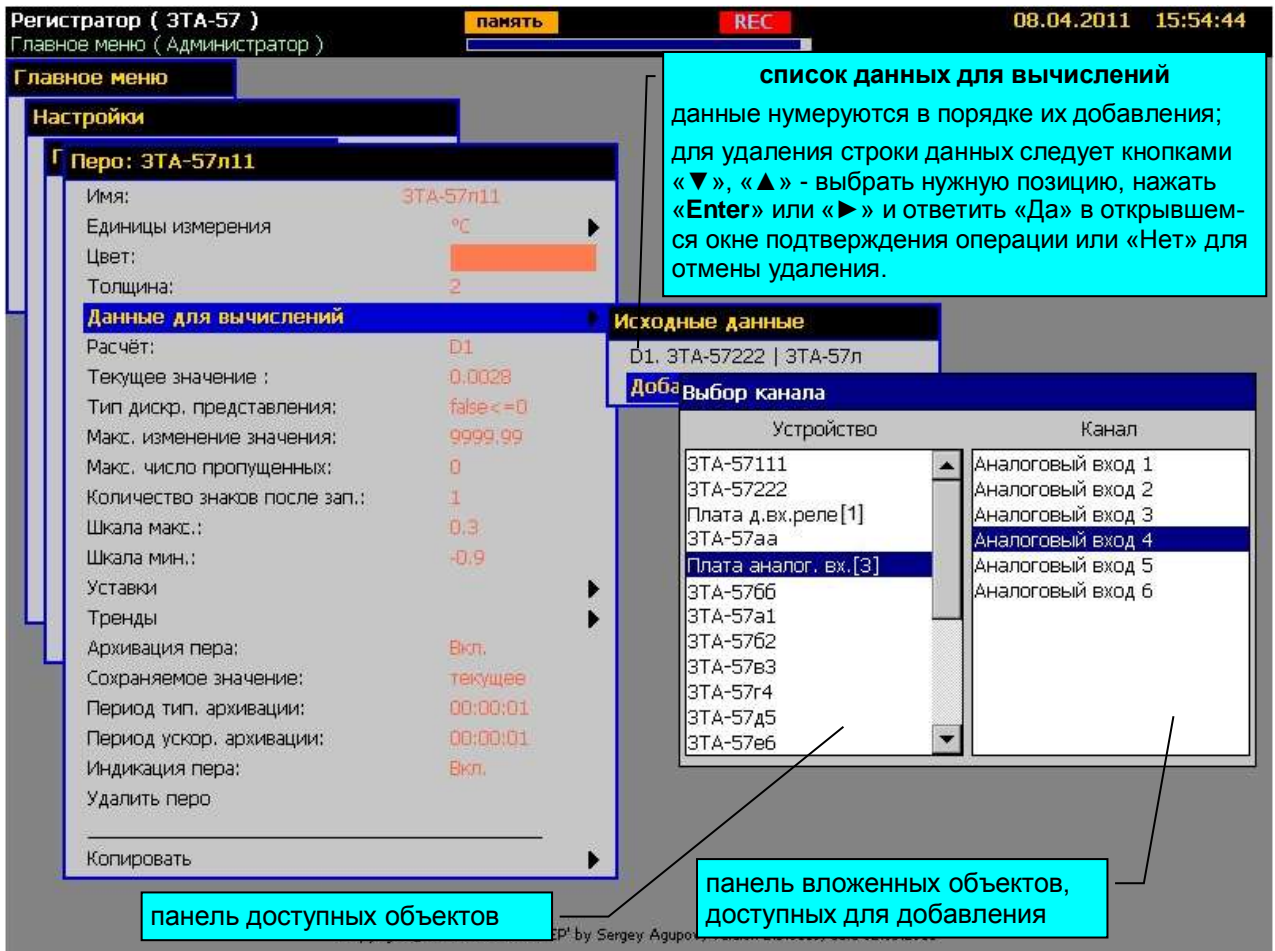 Регистратор ( ЗТА-57 )
память
REC
08.04.2011 15:54:44
Главное меню ( Администратор )
Главное меню
Настройки
Перо: ЗТА-57л11
Имя: ЗТА-57л11
Единицы измерения °C
Цвет:
Толщина: 2
Данные для вычислений
Расчёт: D1
Текущее значение : 0.0028
Тип дискр. представления: false<=0
Макс. изменение значения: 9999.99
Макс. число пропущенных: 0
Количество знаков после зап.: 1
Шкала макс.: 0.3
Шкала мин.: -0.9
Уставки
Тренды
Архивация пера: Вкл.
Сохраняемое значение: текущее
Период тип. архивации: 00:00:01
Период ускор. архивации: 00:00:01
Индикация пера: Вкл.
Удалить перо
Копировать
список данных для вычислений
данные нумеруются в порядке их добавления;
для удаления строки данных следует кнопками
«▼», «▲» - выбрать нужную позицию, нажать
«Enter» или «►» и ответить «Да» в открывшем-
ся окне подтверждения операции или «Нет» для
отмены удаления.
Исходные данные
D1. ЗТА-57222 | ЗТА-57л
Доба
Выбор канала
Устройство
ЗТА-57111
ЗТА-57222
Плата д.вх.реле[1]
ЗТА-57аа
Плата аналог. вх.[3]
ЗТА-57бб
ЗТА-57а1
ЗТА-57б2
ЗТА-57в3
ЗТА-57г4
ЗТА-57д5
ЗТА-57е6
Канал
Аналоговый вход 1
Аналоговый вход 2
Аналоговый вход 3
Аналоговый вход 4
Аналоговый вход 5
Аналоговый вход 6
панель доступных объектов
панель вложенных объектов,
доступных для добавления
by Sergey Agupov